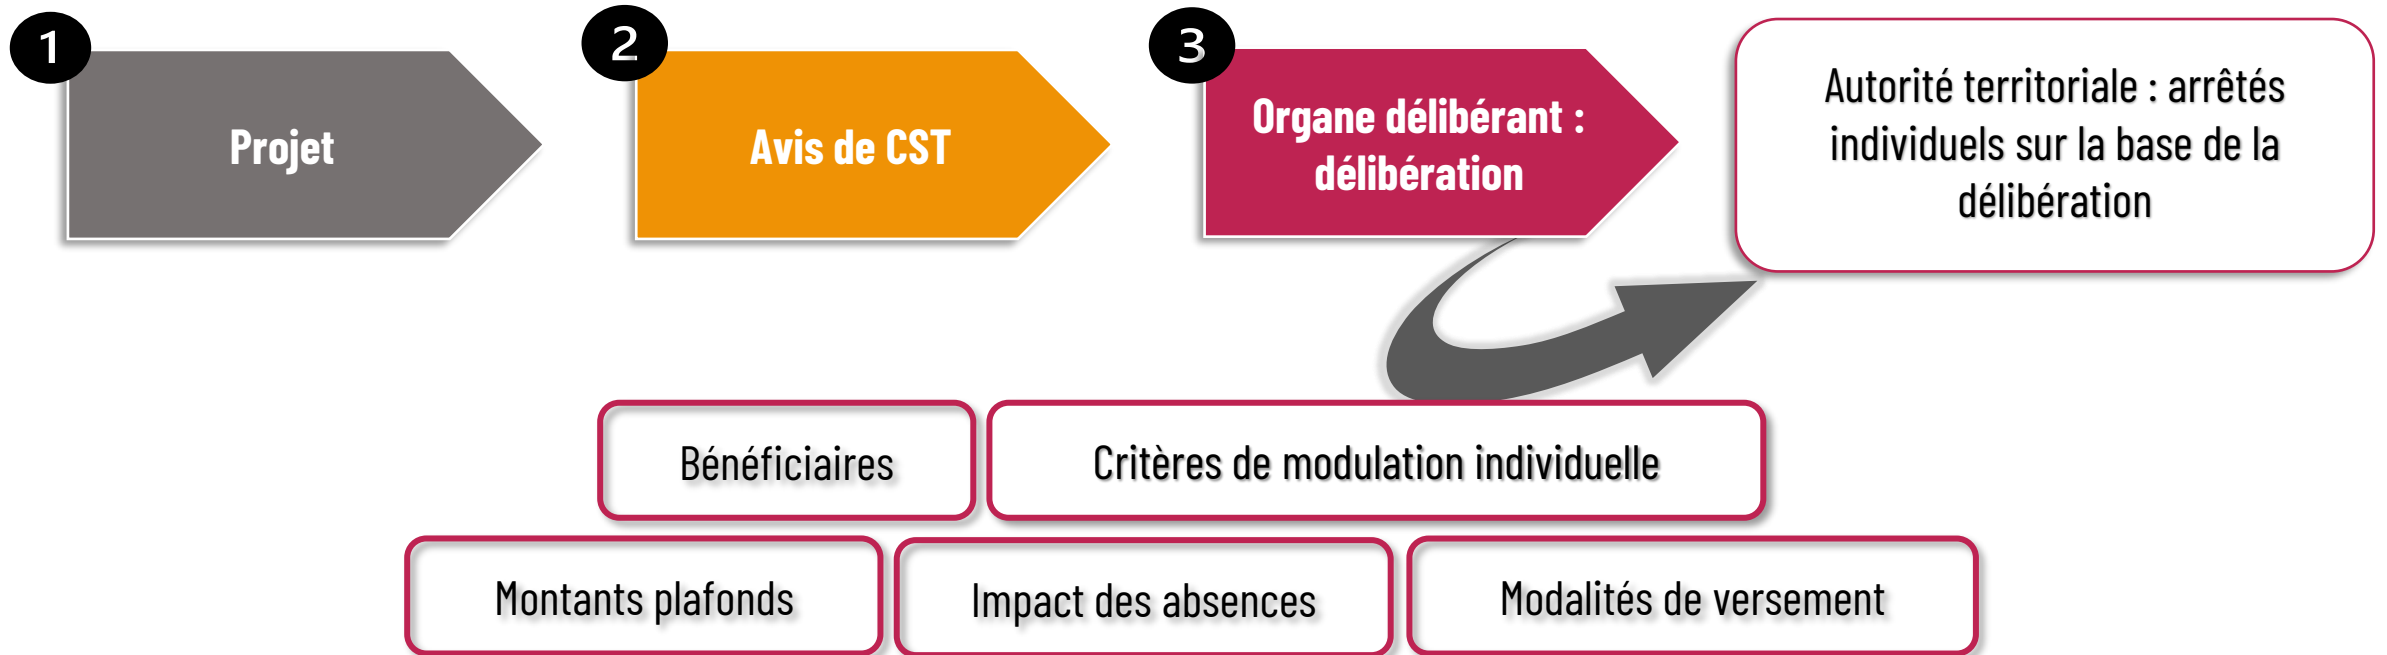 1
Projet
2
Avis de CST
3
Organe délibérant :
délibération
Autorité territoriale : arrêtés
individuels sur la base de la
délibération
Bénéficiaires
Critères de modulation individuelle
Montants plafonds
Impact des absences
Modalités de versement